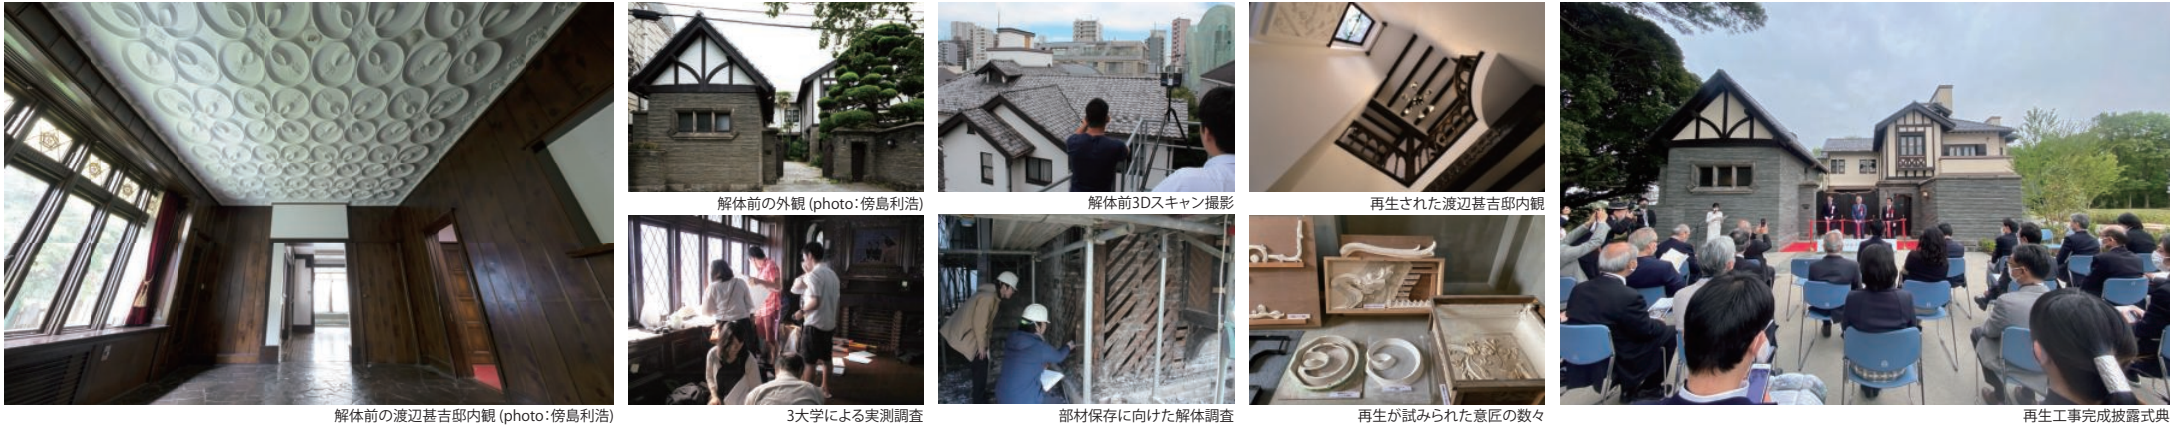 解体前の外観 (photo：傍島利浩)
解体前3Dスキャン撮影
再生された渡辺甚吉邸内観
解体前の渡辺甚吉邸内観 (photo：傍島利浩)
3大学による実測調査
部材保存に向けた解体調査
再生が試みられた意匠の数々
再生工事完成披露式典